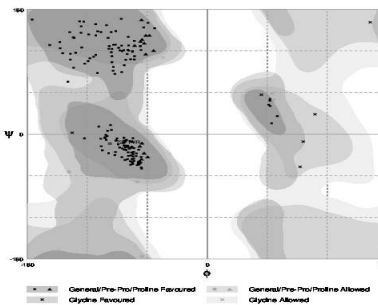 180
Ψ
0
-180
-180
0
Φ
General/Pre-Pro/Proline Favoured
General/Pre-Pro/Proline Allowed
Glycine Favoured
Glycine Allowed